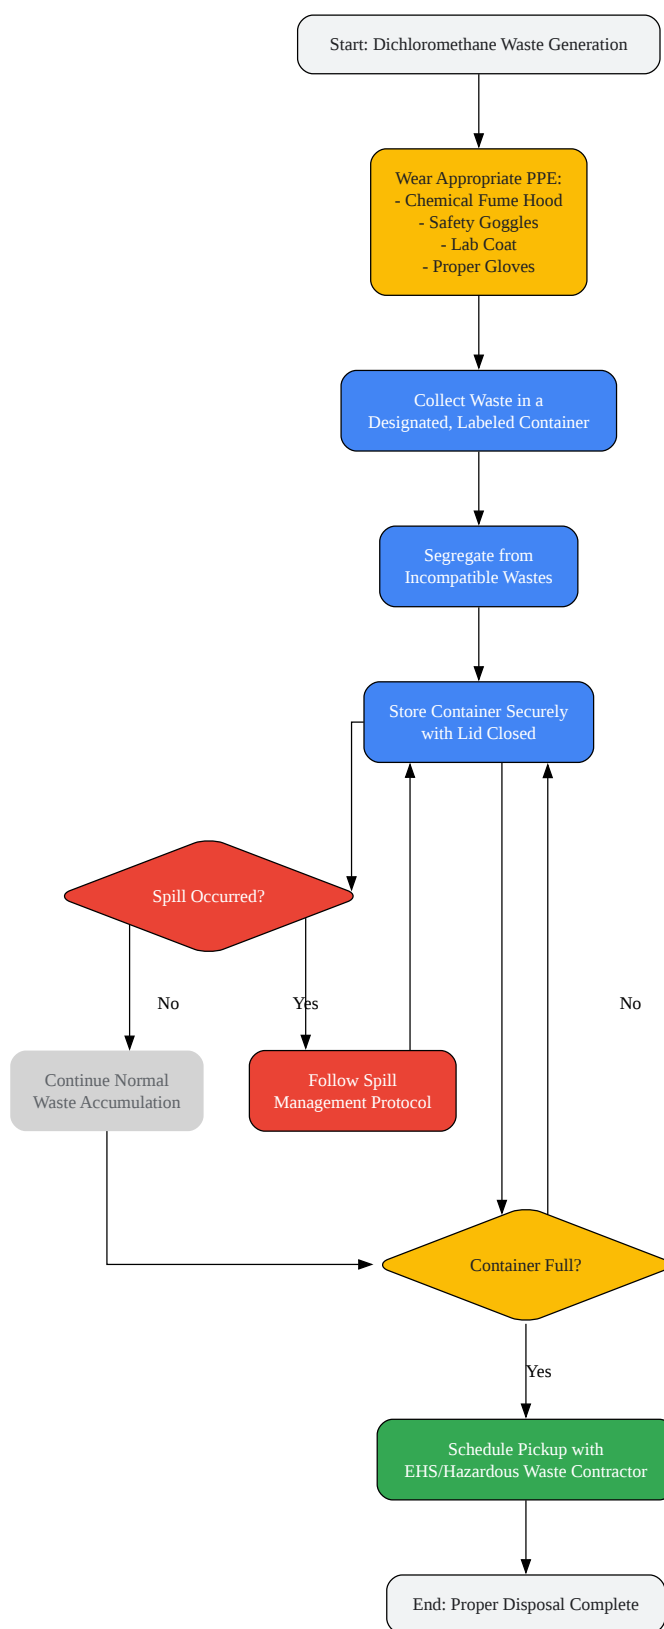 Start: Dichloromethane Waste Generation
Wear Appropriate PPE:
- Chemical Fume Hood
- Safety Goggles
- Lab Coat
- Proper Gloves
Collect Waste in a
Designated, Labeled Container
Segregate from
Incompatible Wastes
Store Container Securely
with Lid Closed
Spill Occurred?
No
Yes
No
Continue Normal
Waste Accumulation
Follow Spill
Management Protocol
Container Full?
Yes
Schedule Pickup with
EHS/Hazardous Waste Contractor
End: Proper Disposal Complete